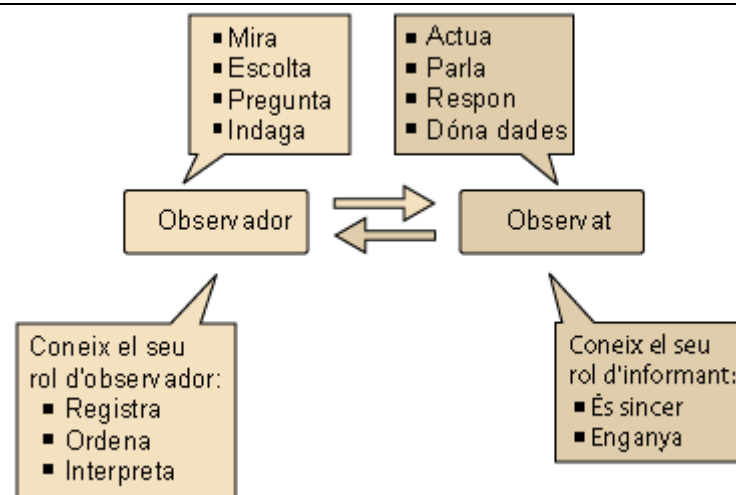 ▪ Mira
▪ Escolta
▪ Pregunta
▪ Indaga
▪ Actua
▪ Parla
▪ Respon
▪ Dóna dades
Observador
Observat
Coneix el seu
rol d'observador:
▪ Registra
▪ Ordena
▪ Interpreta
Coneix el seu
rol d'informant:
▪ És sincer
▪ Enganya